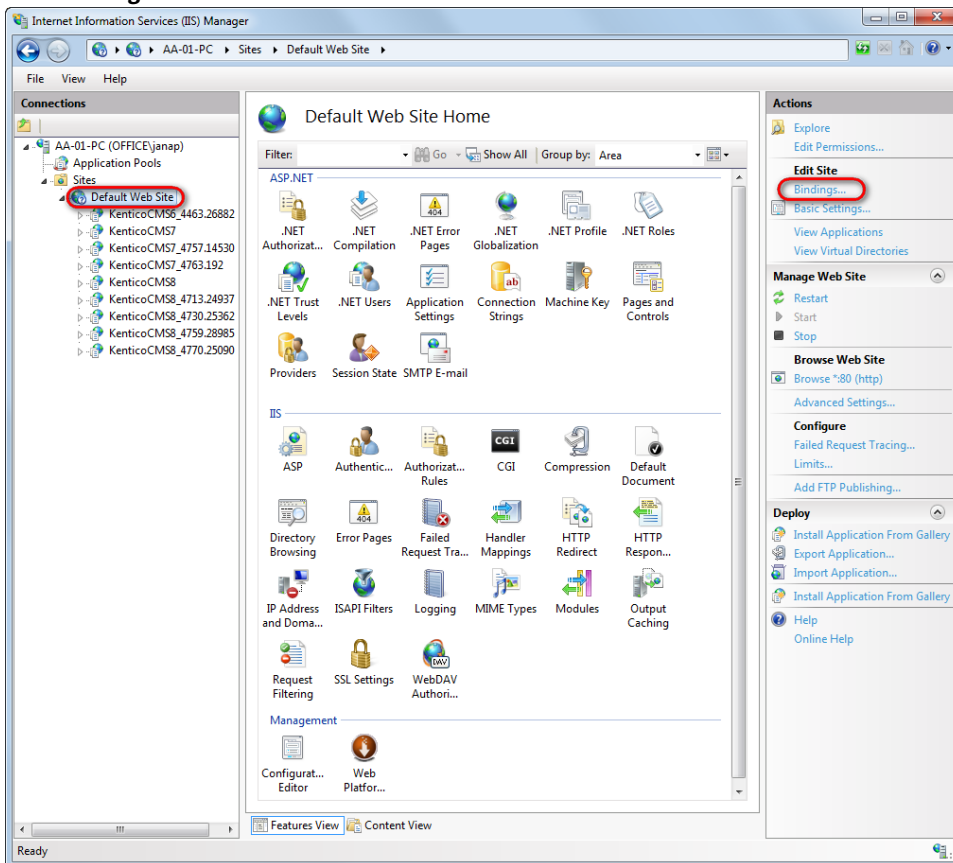 Internet Information Services (IIS) Manager
AA-01-PC Sites Default Web Site
File View Help
Connections
AA-01-PC (OFFICE\janap)
Application Pools
Sites
Default Web Site
KenticoCMS6_4463.26882
KenticoCMS7
KenticoCMS7_4757.14530
KenticoCMS7_4763.192
KenticoCMS8
KenticoCMS8_4713.24937
KenticoCMS8_4730.25362
KenticoCMS8_4759.28985
KenticoCMS8_4770.25090
Default Web Site Home
Filter: Go Show All Group by: Area
ASP.NET
.NET Authorizat...
.NET Compilation
.NET Error Pages
.NET Globalization
.NET Profile
.NET Roles
.NET Trust Levels
.NET Users
Application Settings
Connection Strings
Machine Key
Pages and Controls
Providers
Session State
SMTP E-mail
IIS
ASP
Authentic...
Authorizat... Rules
CGI
Compression
Default Document
Directory Browsing
Error Pages
Failed Request Tra...
Handler Mappings
HTTP Redirect
HTTP Respon...
IP Address and Doma...
ISAPI Filters
Logging
MIME Types
Modules
Output Caching
Request Filtering
SSL Settings
WebDAV Authori...
Management
Configurat... Editor
Web Platfor...
Features View Content View
Actions
Explore
Edit Permissions...
Edit Site
Bindings...
Basic Settings...
View Applications
View Virtual Directories
Manage Web Site
Restart
Start
Stop
Browse Web Site
Browse *:80 (http)
Advanced Settings...
Configure
Failed Request Tracing...
Limits...
Add FTP Publishing...
Deploy
Install Application From Gallery
Export Application...
Import Application...
Install Application From Gallery
Help
Online Help
Ready